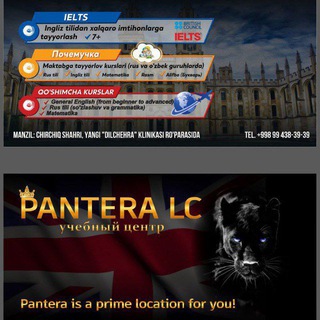 IELTS
Ingliz tilidan xalqaro imtihonlarga
tayyorlash ✓ 7+
BRITISH
COUNCIL
IELTS
Почемучка
Maktabga tayyorlov kurslari (rus va o'zbek guruhlarda)
Rus tili Ingliz tili Matematika Rasm Alifbo (Букварь)
QO'SHIMCHA KURSLAR
✓ General English (from beginner to advanced)
✓ Rus tili (so'zlashuv va grammatika)
✓ Matematika
MANZIL: CHIRCHIQ SHAHRI, YANGI "DILCHEHRA" KLINIKASI RO'PARASIDA
TEL. +998 99 438-39-39
PANTERA LC
учебный центр
Pantera is a prime location for you!